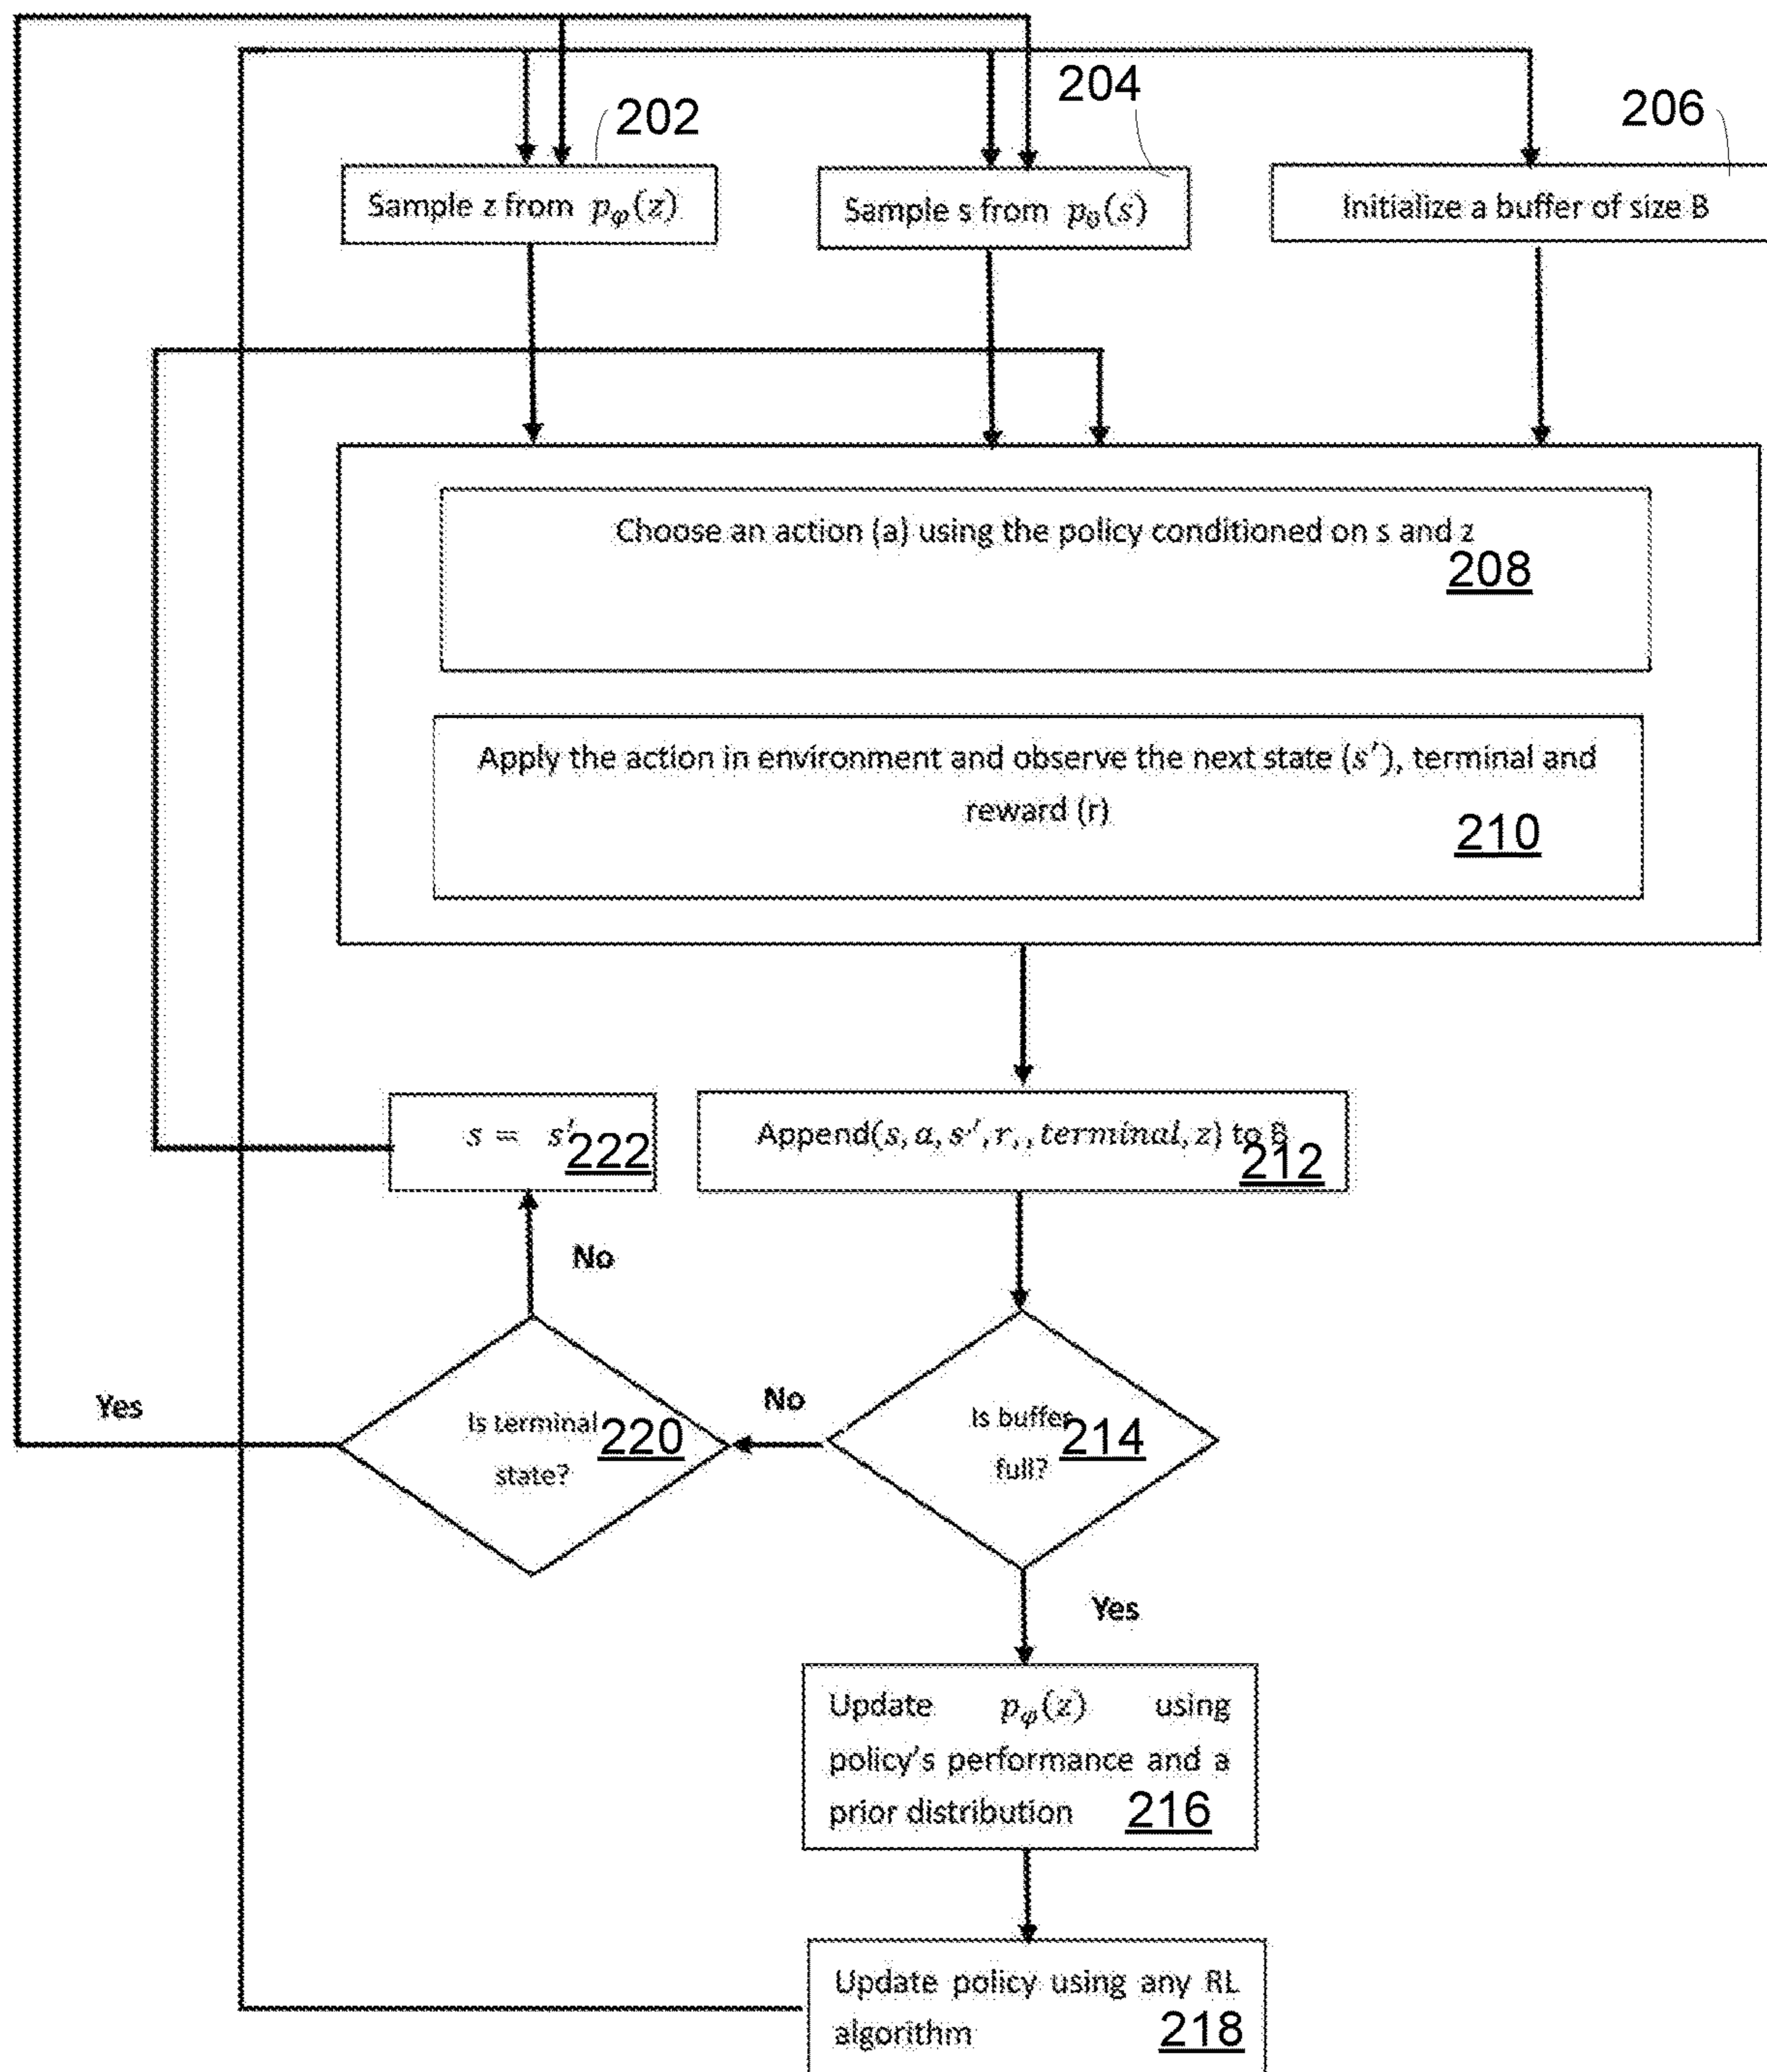 202
204
206
Sample z from pφ(z)
Sample s from pθ(s)
Initialize a buffer of size B
Choose an action (a) using the policy conditioned on s and z
208
Apply the action in environment and observe the next state (s′), terminal and
reward (r)
210
s = s′
222
Append(s, a, s′, r,, terminal, z) to B
212
No
Yes
Is terminal
state?
220
No
Is buffer
full?
214
Yes
Update pφ(z) using
policy's performance and a
prior distribution
216
Update policy using any RL
algorithm
218